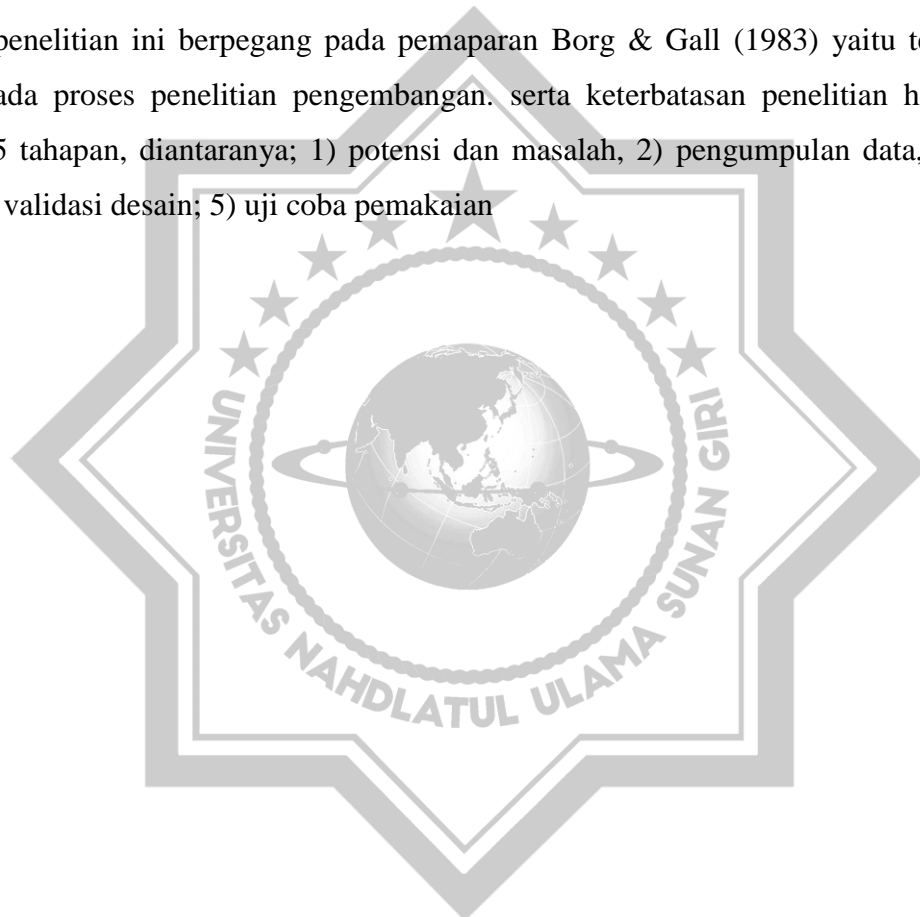 penelitian ini berpegang pada pemaparan Borg & Gall (1983) yaitu
ada proses penelitian pengembangan. serta keterbatasan penelitian
5 tahapan, diantaranya; 1) potensi dan masalah, 2) pengumpulan data,
validasi desain; 5) uji coba pemakaian
UNIVERSITAS NAHDLATUL ULAMA SUNAN GIRI